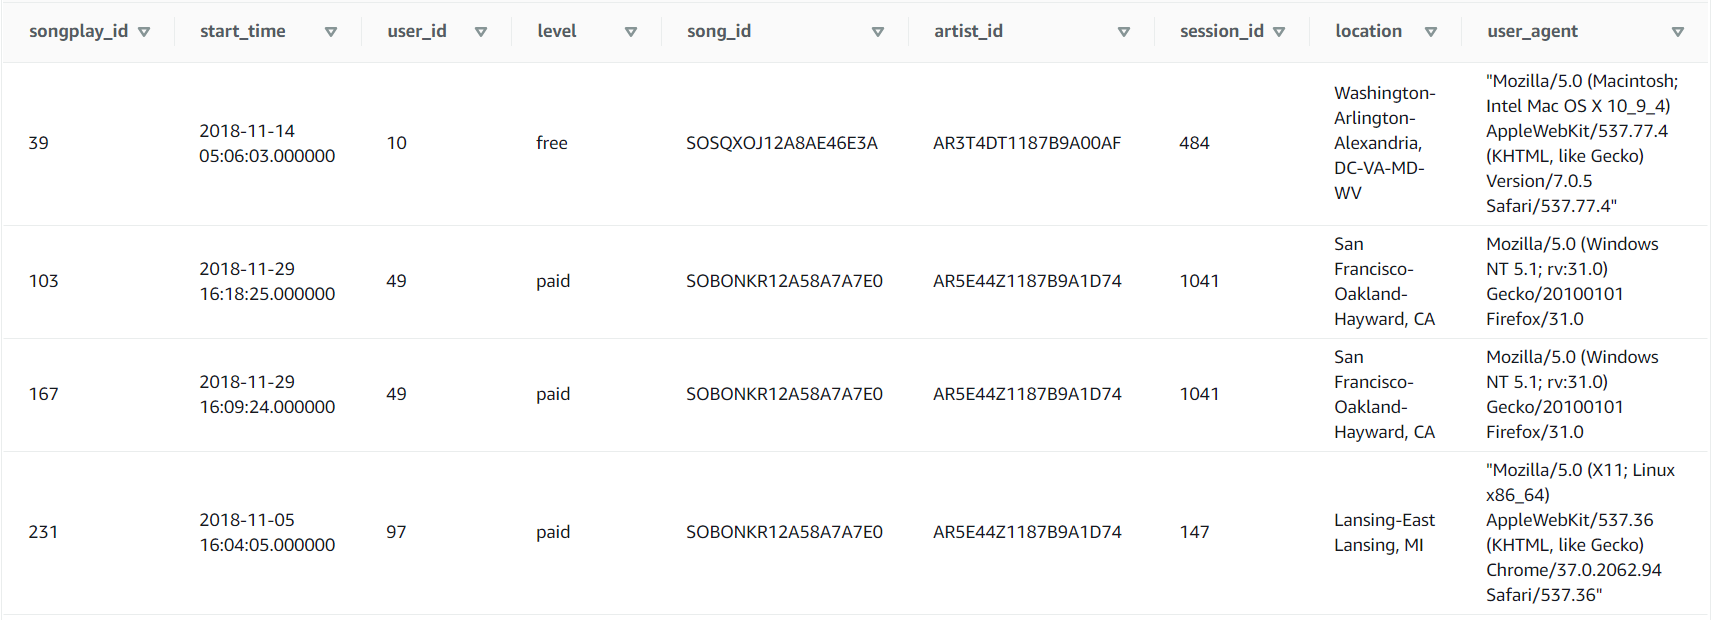 songplay_id start_time user_id level song_id artist_id session_id location user_agent
39
2018-11-14
05:06:03.000000
10
free
SOSQXOJ12A8AE46E3A
AR3T4DT1187B9A00AF
484
Washington-
Arlington-
Alexandria,
DC-VA-MD-
WV
"Mozilla/5.0 (Macintosh;
Intel Mac OS X 10_9_4)
AppleWebKit/537.77.4
(KHTML, like Gecko)
Version/7.0.5
Safari/537.77.4"
103
2018-11-29
16:18:25.000000
49
paid
SOBONKR12A58A7A7E0
AR5E44Z1187B9A1D74
1041
San
Francisco-
Oakland-
Hayward, CA
Mozilla/5.0 (Windows
NT 5.1; rv:31.0)
Gecko/20100101
Firefox/31.0
167
2018-11-29
16:09:24.000000
49
paid
SOBONKR12A58A7A7E0
AR5E44Z1187B9A1D74
1041
San
Francisco-
Oakland-
Hayward, CA
Mozilla/5.0 (Windows
NT 5.1; rv:31.0)
Gecko/20100101
Firefox/31.0
231
2018-11-05
16:04:05.000000
97
paid
SOBONKR12A58A7A7E0
AR5E44Z1187B9A1D74
147
Lansing-East
Lansing, MI
"Mozilla/5.0 (X11; Linux
x86_64)
AppleWebKit/537.36
(KHTML, like Gecko)
Chrome/37.0.2062.94
Safari/537.36"